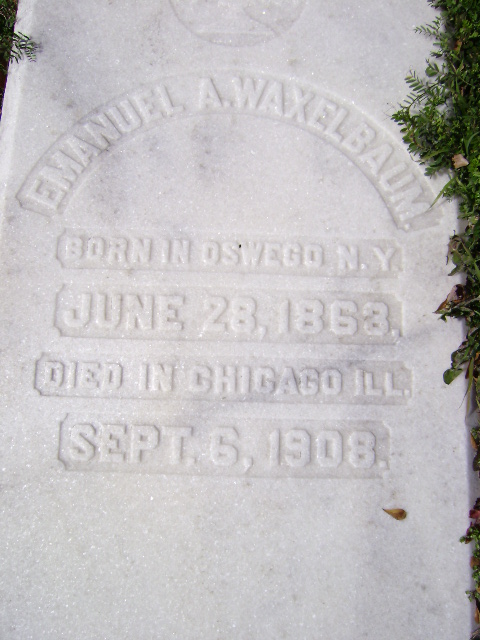 EMANUEL A. WAXELBAUM
BORN IN OSWEGO N.Y.
JUNE 28, 1863.
DIED IN CHICAGO ILL.
SEPT. 6, 1908.